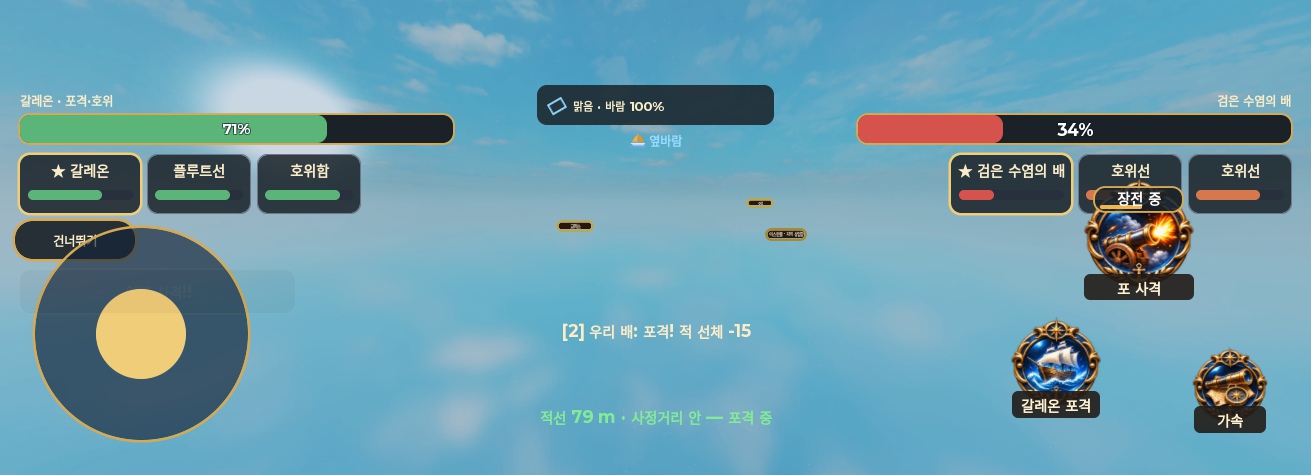 갈레온 · 포격·호위
71%
맑음 · 바람 100%
옆바람
검은 수염의 배
34%
★ 갈레온
플루트선
호위함
★ 검은 수염의 배
호위선
호위선
장전 중
건너뛰기
포 사격
[2] 우리 배: 포격! 적 선체 -15
갈레온 포격
가속
적선 79 m · 사정거리 안 — 포격 중